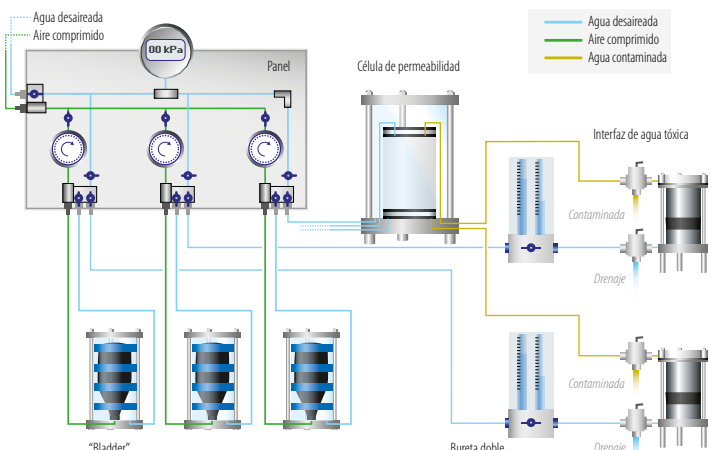 Agua desaireada
Aire comprimido
00 kPa
Panel
Célula de permeabilidad
Agua desaireada
Aire comprimido
Agua contaminada
Interfaz de agua tóxica
Contaminada
Drenaje
Contaminada
Drenaje
"Bladder"
Bureta doble